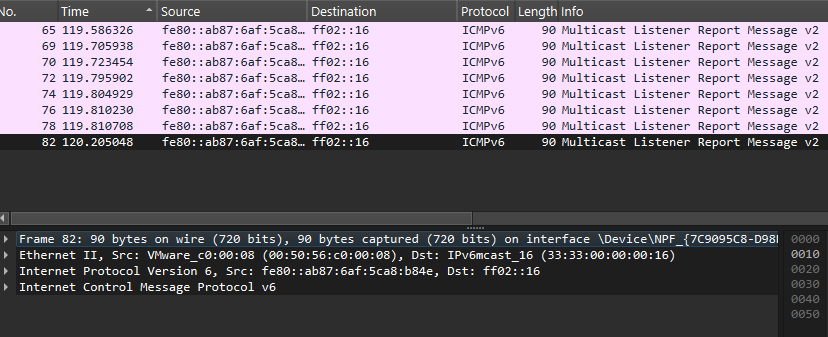 No. Time Source Destination Protocol Length Info
65 119.586326 fe80::ab87:6af:5ca8… ff02::16 ICMPv6 90 Multicast Listener Report Message v2
69 119.705938 fe80::ab87:6af:5ca8… ff02::16 ICMPv6 90 Multicast Listener Report Message v2
70 119.723454 fe80::ab87:6af:5ca8… ff02::16 ICMPv6 90 Multicast Listener Report Message v2
72 119.795902 fe80::ab87:6af:5ca8… ff02::16 ICMPv6 90 Multicast Listener Report Message v2
74 119.804929 fe80::ab87:6af:5ca8… ff02::16 ICMPv6 90 Multicast Listener Report Message v2
76 119.810230 fe80::ab87:6af:5ca8… ff02::16 ICMPv6 90 Multicast Listener Report Message v2
78 119.810708 fe80::ab87:6af:5ca8… ff02::16 ICMPv6 90 Multicast Listener Report Message v2
82 120.205048 fe80::ab87:6af:5ca8… ff02::16 ICMPv6 90 Multicast Listener Report Message v2
Frame 82: 90 bytes on wire (720 bits), 90 bytes captured (720 bits) on interface \Device\NPF_{7C9095C8-D98 0000
Ethernet II, Src: VMware_c0:00:08 (00:50:56:c0:00:08), Dst: IPv6mcast_16 (33:33:00:00:00:16) 0010
Internet Protocol Version 6, Src: fe80::ab87:6af:5ca8:b84e, Dst: ff02::16 0020
Internet Control Message Protocol v6 0030
0040
0050